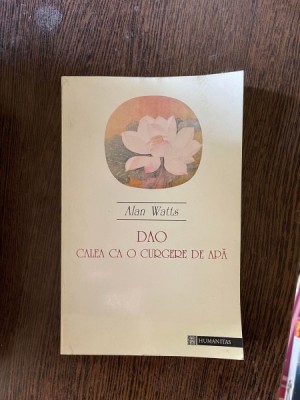 Alan Watts
DAO
CALEA CA O CURGERE DE APĂ
HUMANITAS